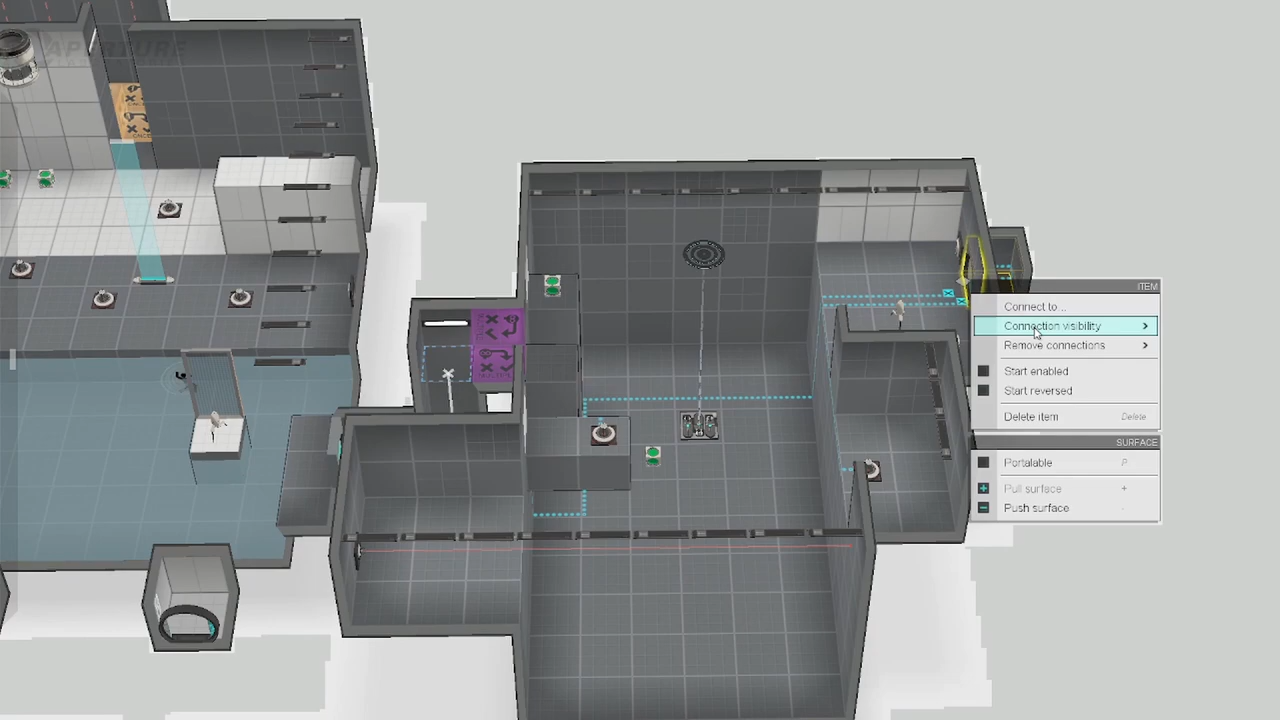 APERTURE
ITEM
Connect to...
Connection visibility
Remove connections
Start enabled
Start reversed
Delete item Delete
SURFACE
Portalable P
Pull surface +
Push surface -